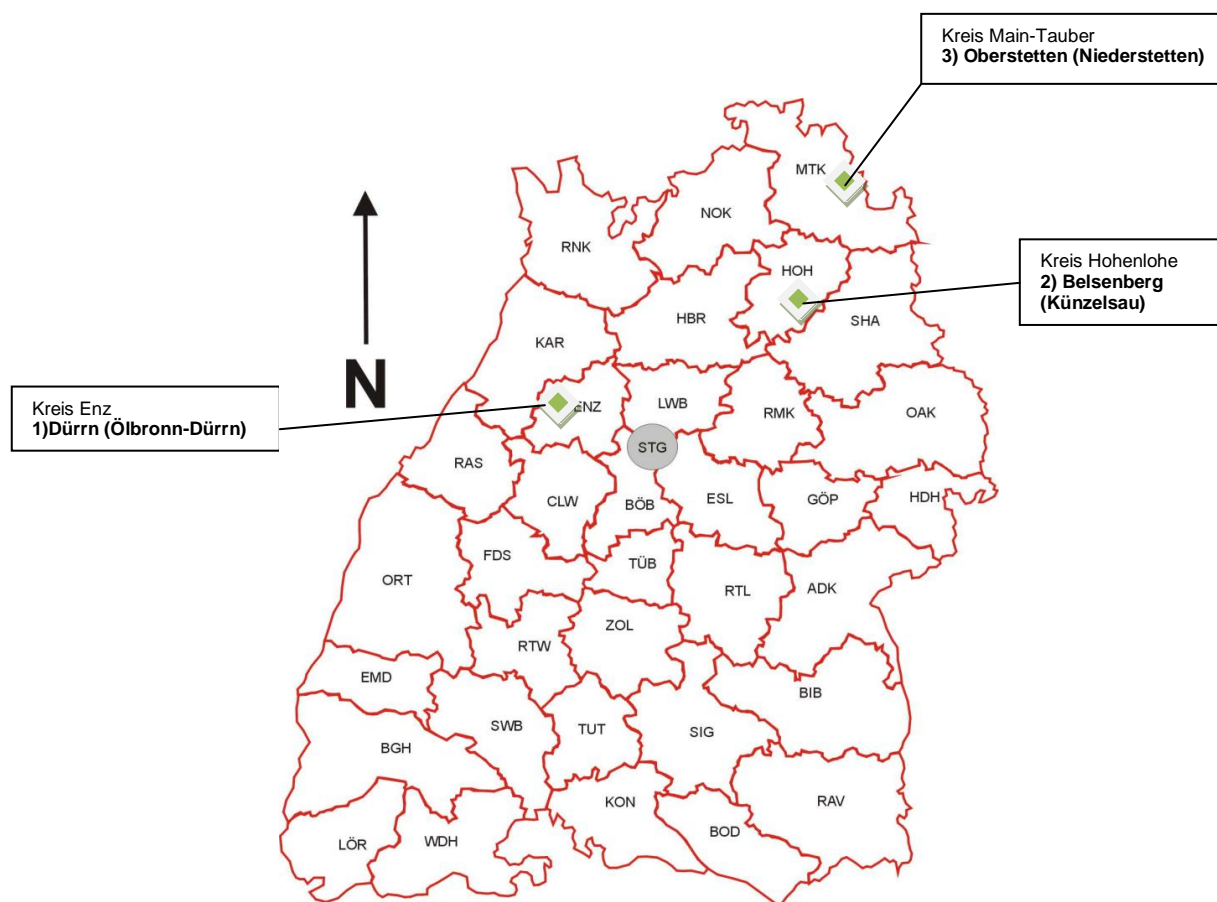 Kreis Main-Tauber
3) Oberstetten (Niederstetten)
MTK
NOK
RNK
Kreis Hohenlohe
2) Belsenberg
(Künzelsau)
HOH
HBR
SHA
KAR
N
Kreis Enz
1)Dürrn (Ölbronn-Dürrn)
ENZ
LWB
RMK
OAK
STG
RAS
CLW
BÖB
ESL
GÖP
HDH
FDS
TÜB
ORT
RTL
ADK
ZOL
RTW
EMD
BIB
SWB
TUT
SIG
BGH
KON
RAV
BOD
LÖR
WDH